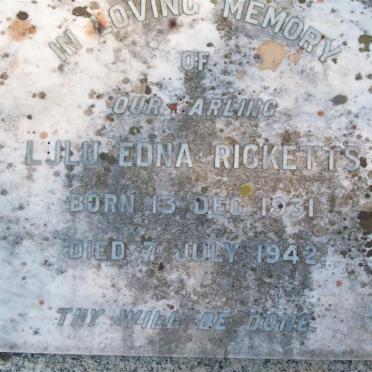 IN LOVING MEMORY
OF
OUR ARLING
LULU EDNA RICKETTS
BORN 13 DEC 1931
DIED 7 JULY 1942
THY WILL BE DONE